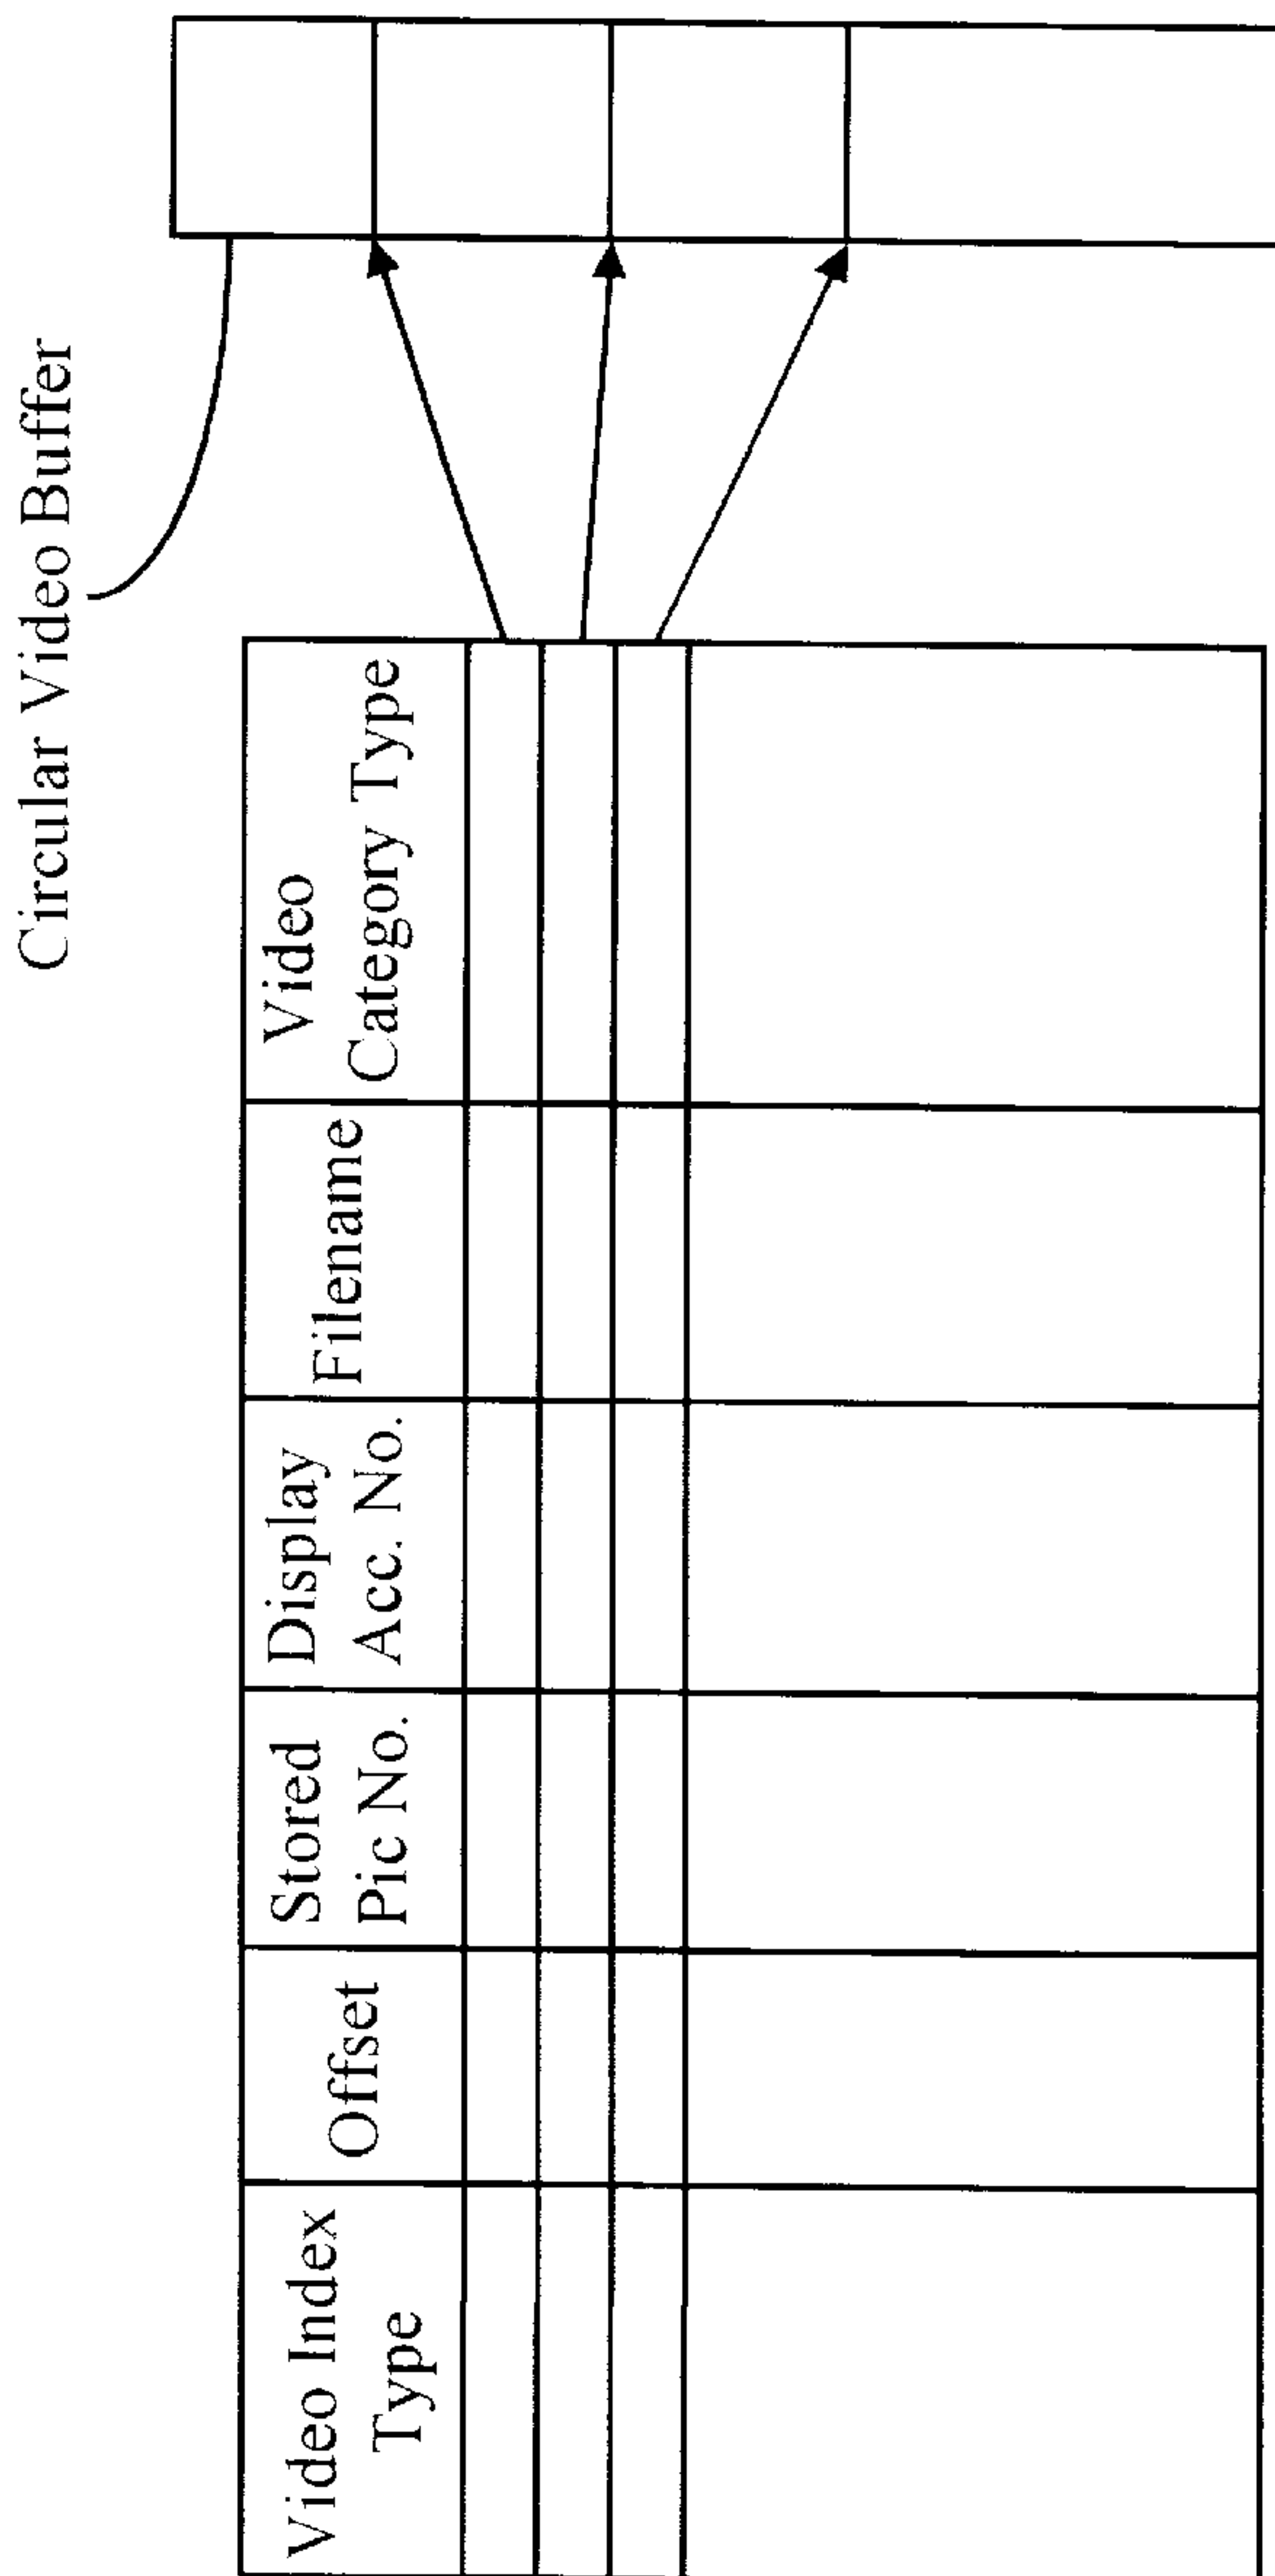 Circular Video Buffer
Video Index
Type
Offset
Stored
Pic No.
Display
Acc. No.
Filename
Video
Category Type